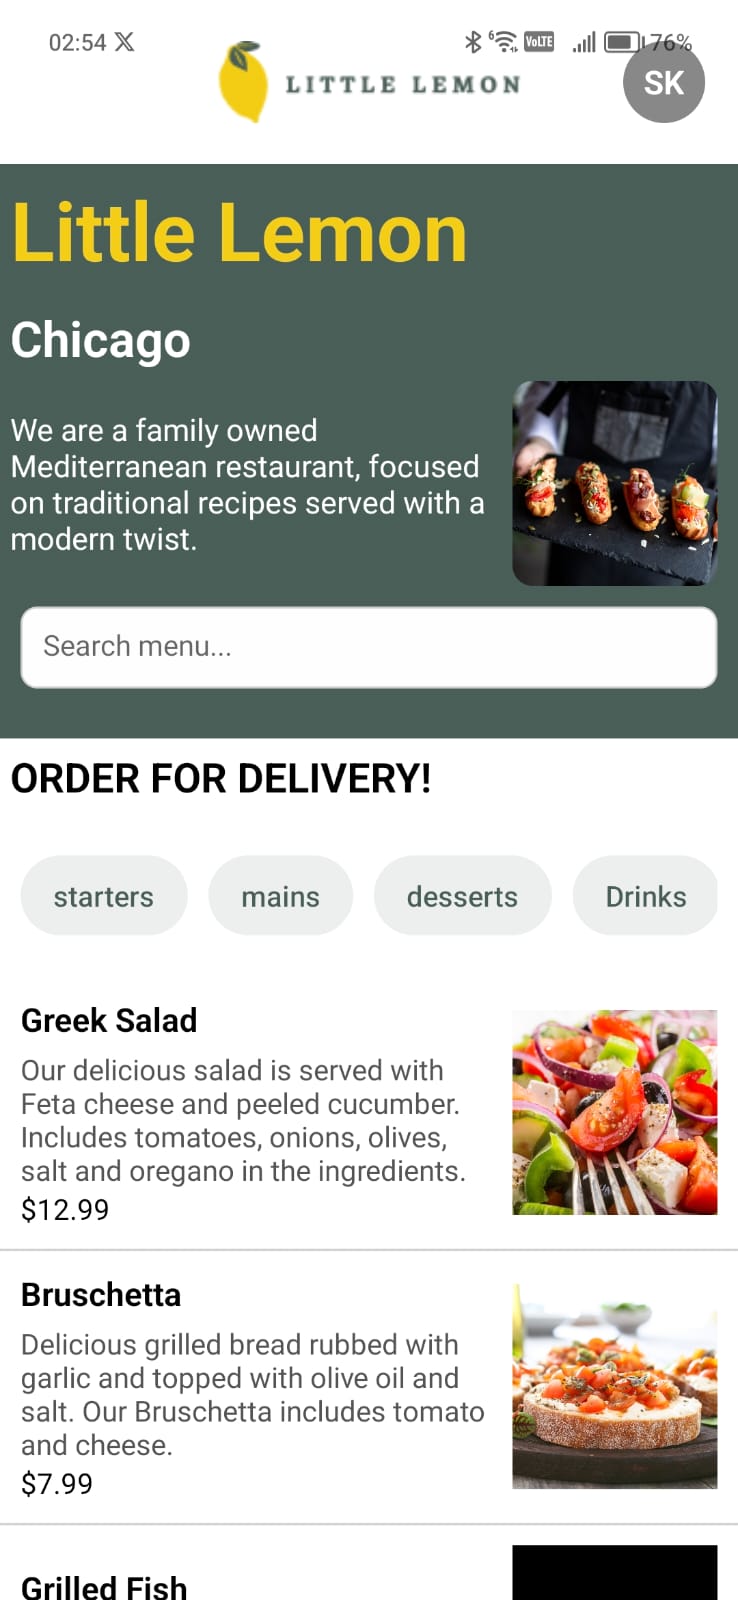 02:54 X
6 VoLTE 76%
LITTLE LEMON
SK
Little Lemon
Chicago
We are a family owned
Mediterranean restaurant, focused
on traditional recipes served with a
modern twist.
Search menu...
ORDER FOR DELIVERY!
starters mains desserts Drinks
Greek Salad
Our delicious salad is served with
Feta cheese and peeled cucumber.
Includes tomatoes, onions, olives,
salt and oregano in the ingredients.
$12.99
Bruschetta
Delicious grilled bread rubbed with
garlic and topped with olive oil and
salt. Our Bruschetta includes tomato
and cheese.
$7.99
Grilled Fish